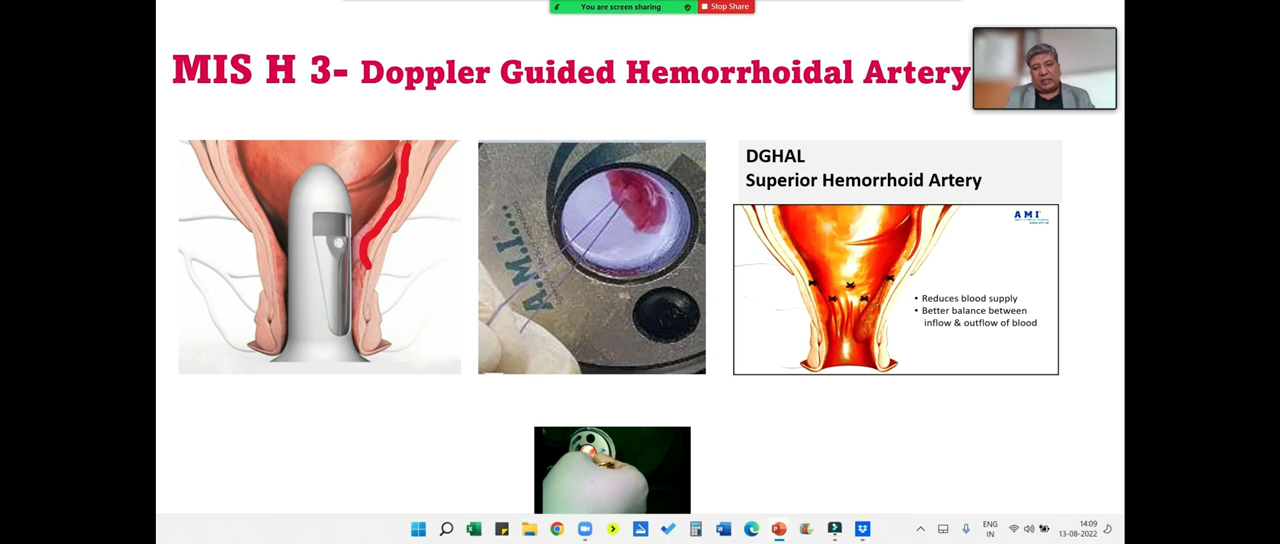 You are screen sharing
Stop Share
MIS H 3- Doppler Guided Hemorrhoidal Artery
DGHAL
Superior Hemorrhoid Artery
A.M.I....
AMI
• Reduces blood supply
• Better balance between
inflow & outflow of blood
ENG
IN
14:09
13-08-2022